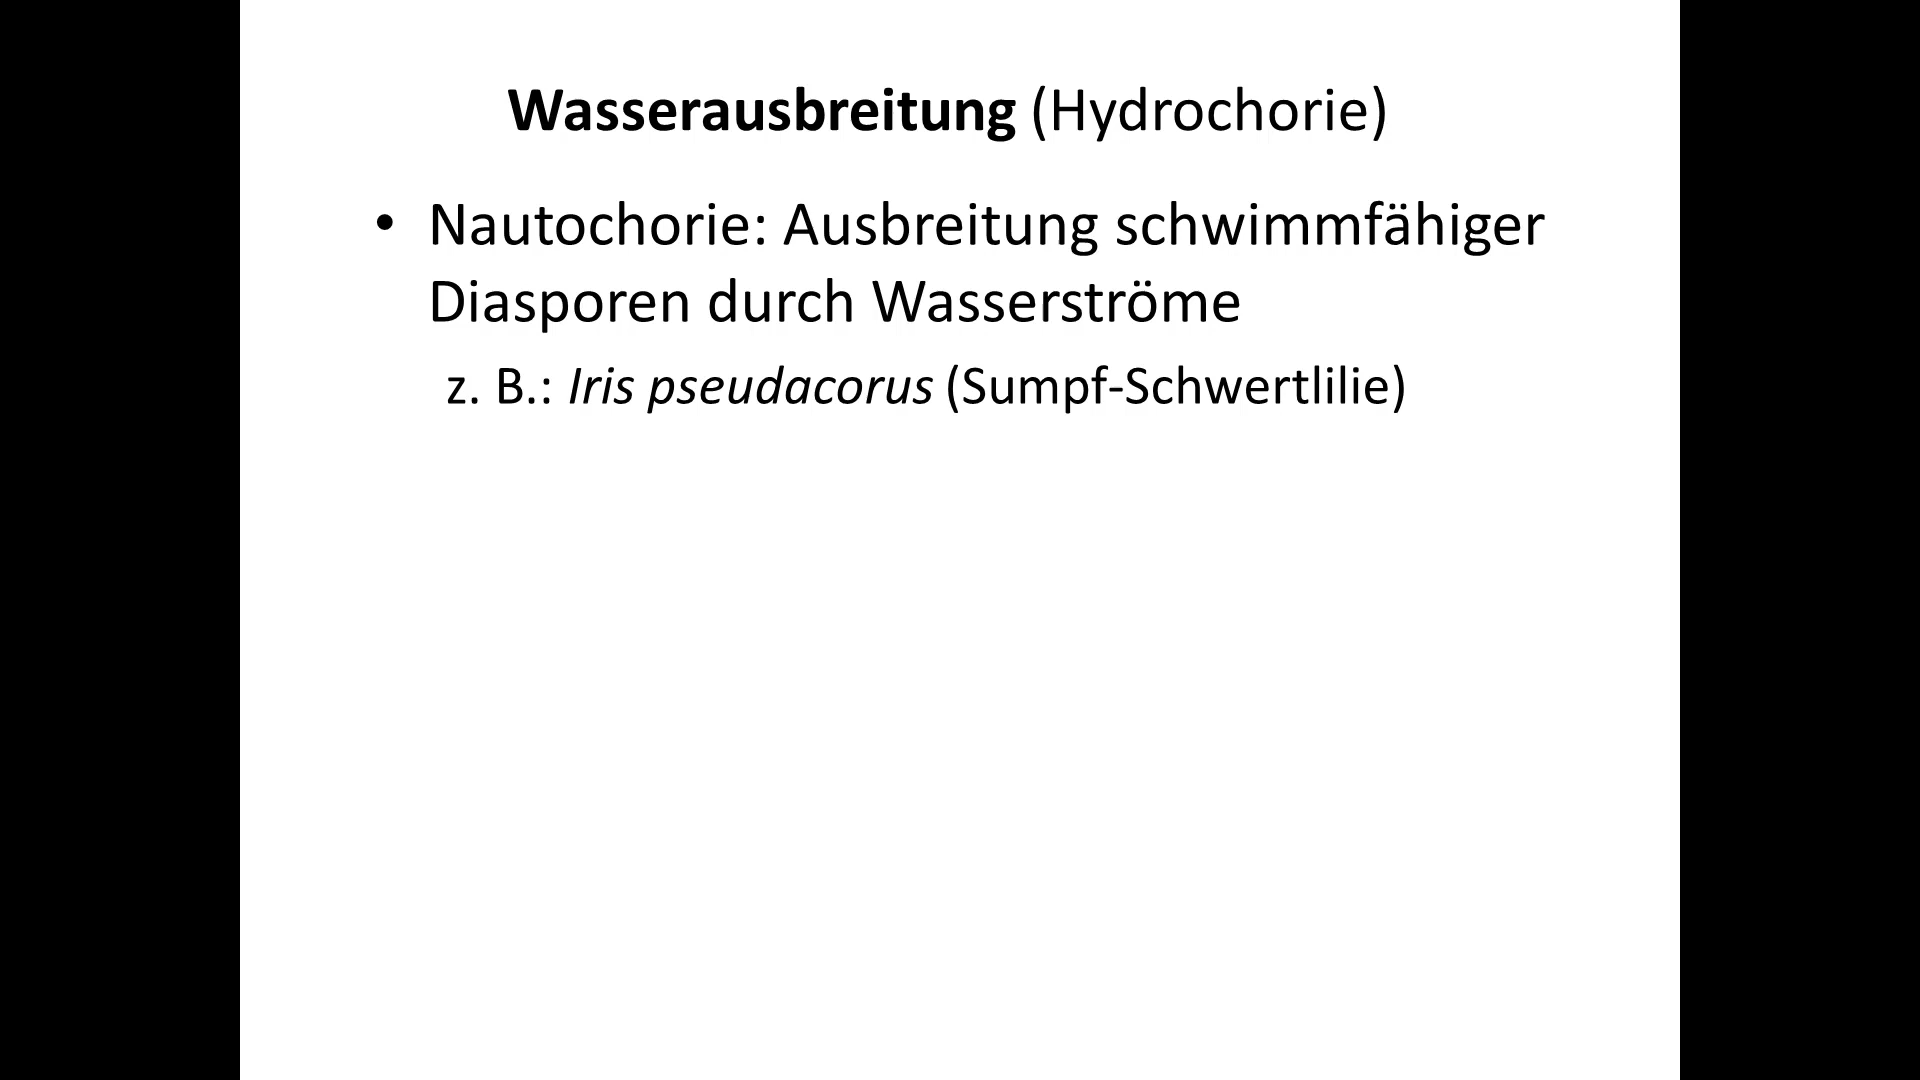 Wasserausbreitung (Hydrochorie)
• Nautochorie: Ausbreitung schwimmfähiger
Diasporen durch Wasserströme
z. B.: Iris pseudacorus (Sumpf-Schwertlilie)